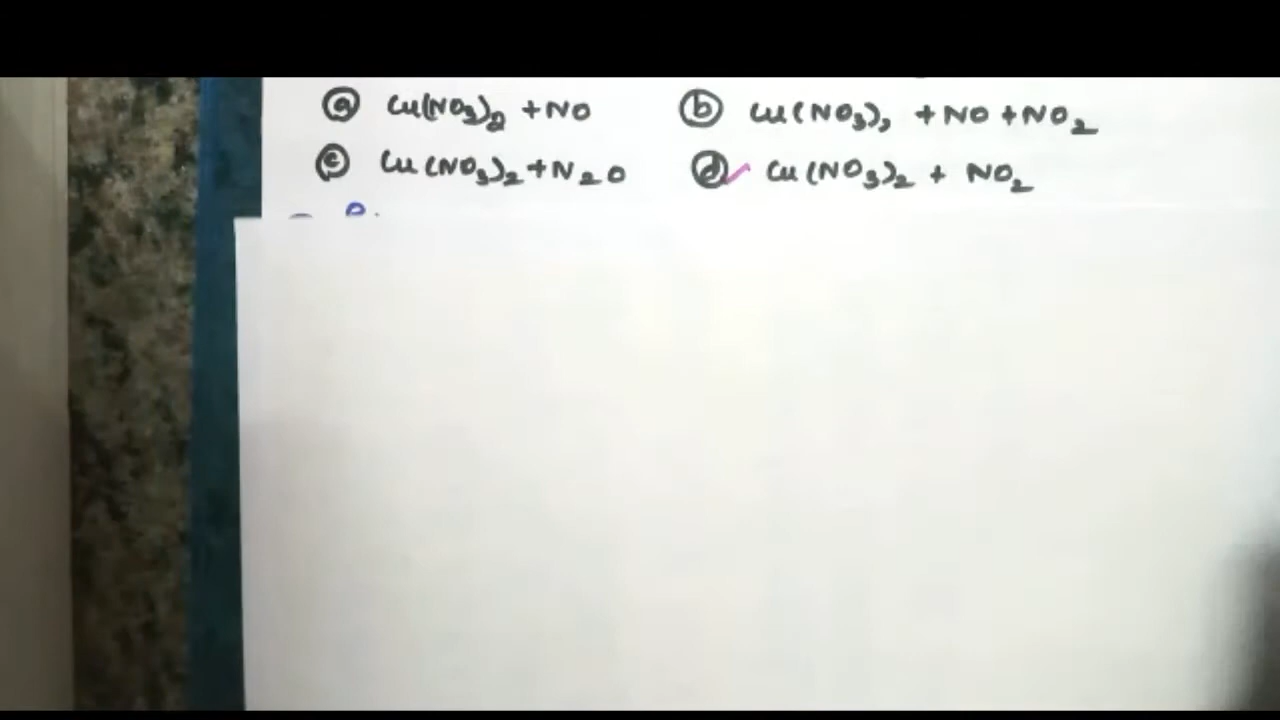 (a) Cu(NO₃)₂ + NO (b) Cu(NO₃)₂ + NO + NO₂
(c) Cu(NO₃)₂ + N₂O (d) ✓ Cu(NO₃)₂ + NO₂